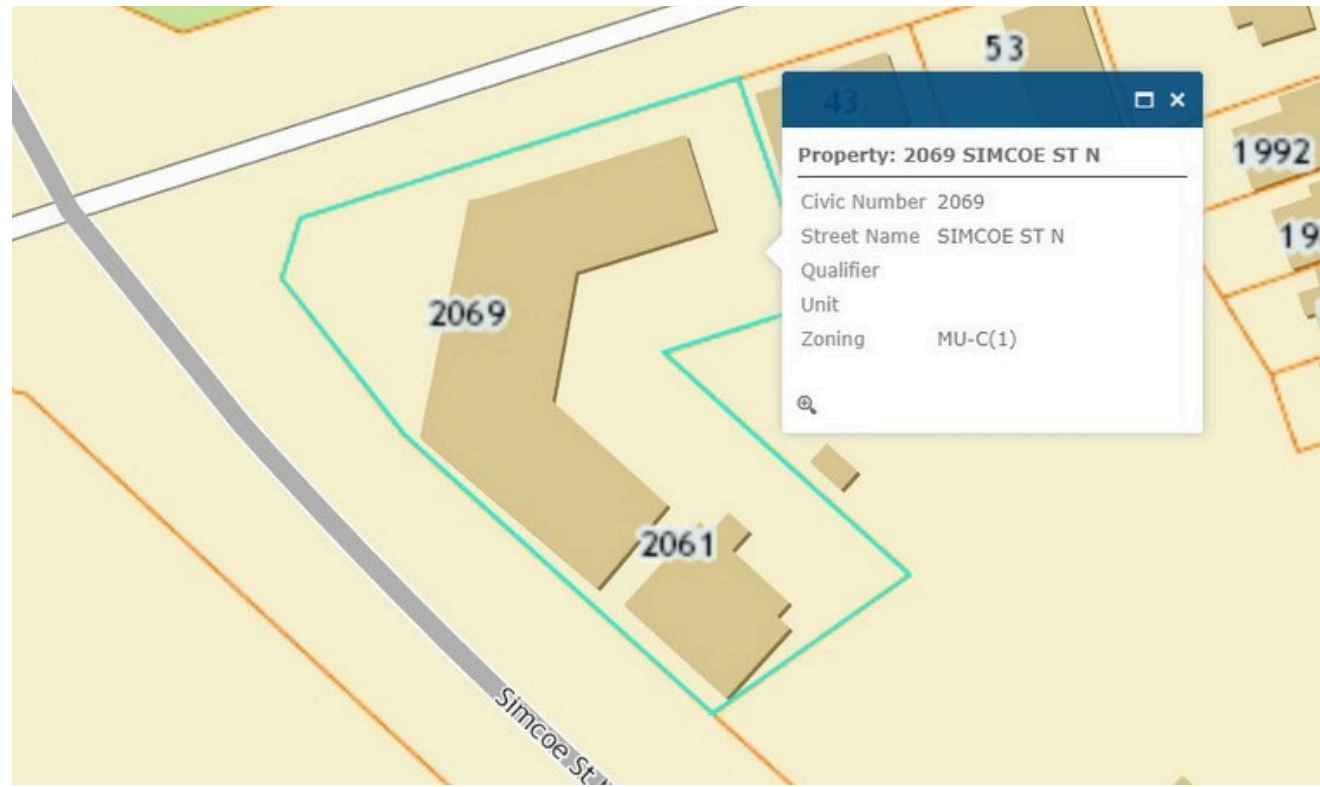 53
43
Property: 2069 SIMCOE ST N
1992
Civic Number 2069
Street Name SIMCOE ST N
19
Qualifier
Unit
2069
Zoning MU-C(1)
2061
Simcoe St